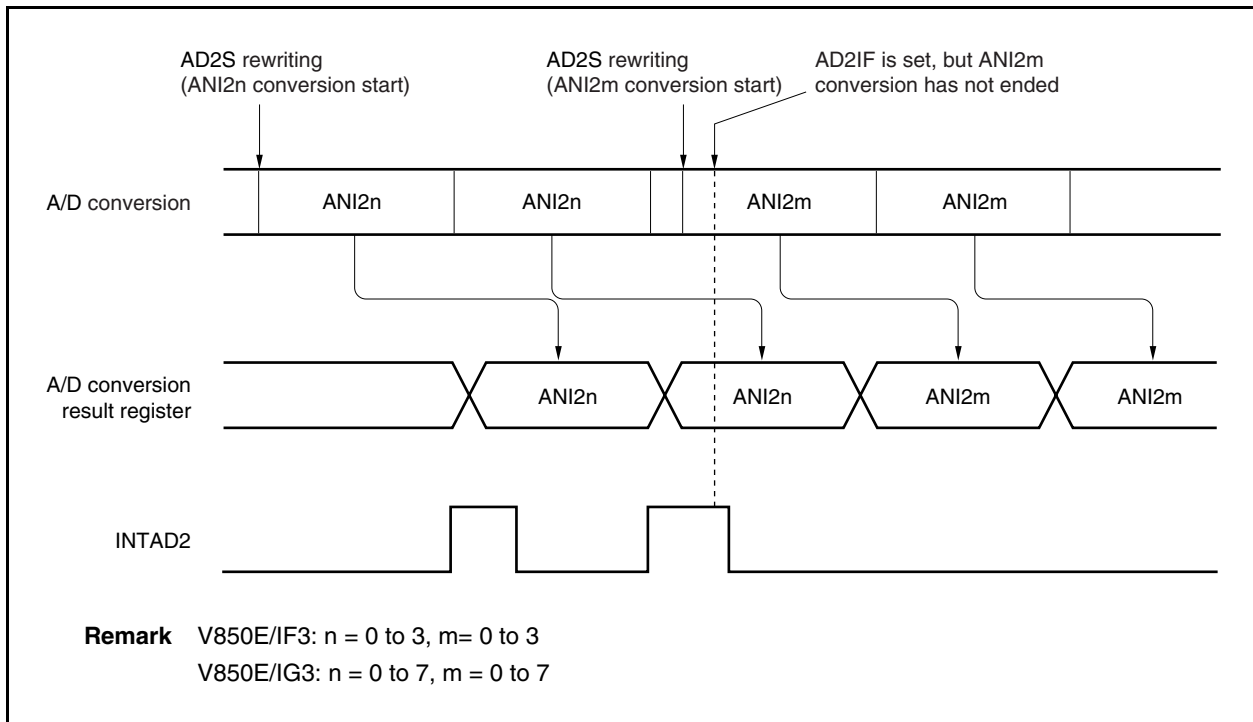 AD2S rewriting
(ANI2n conversion start)
AD2S rewriting
(ANI2m conversion start)
AD2IF is set, but ANI2m
conversion has not ended
A/D conversion
ANI2n
ANI2n
ANI2m
ANI2m
A/D conversion
result register
ANI2n
ANI2n
ANI2m
ANI2m
INTAD2
Remark V850E/IF3: n = 0 to 3, m= 0 to 3
V850E/IG3: n = 0 to 7, m = 0 to 7